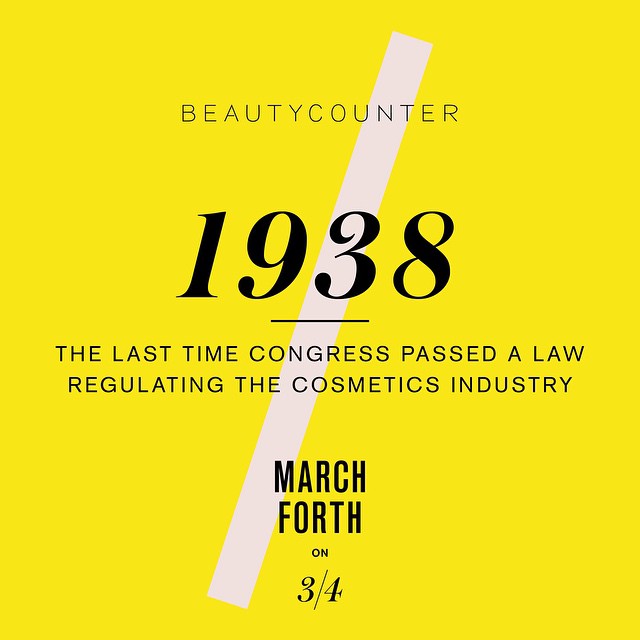 BEAUTYCOUNTER
1938
THE LAST TIME CONGRESS PASSED A LAW
REGULATING THE COSMETICS INDUSTRY
MARCH
FORTH
ON
3/4